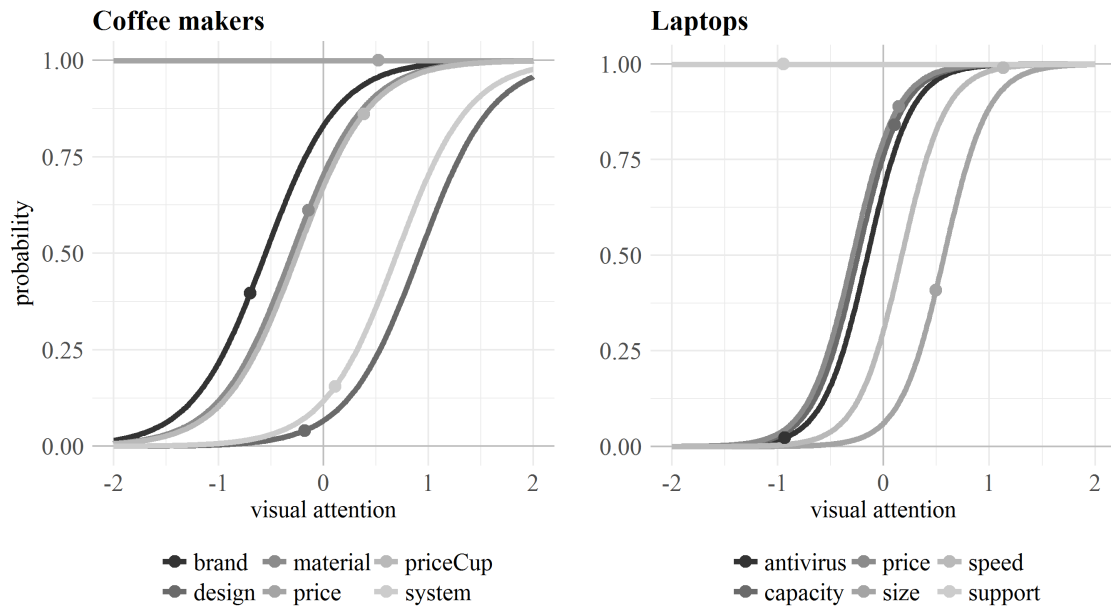 Coffee makers
Laptops
1.00
0.75
0.50
0.25
0.00
probability
-2 -1 0 1 2
visual attention
1.00
0.75
0.50
0.25
0.00
-2 -1 0 1 2
visual attention
brand material priceCup
design price system
antivirus price speed
capacity size support